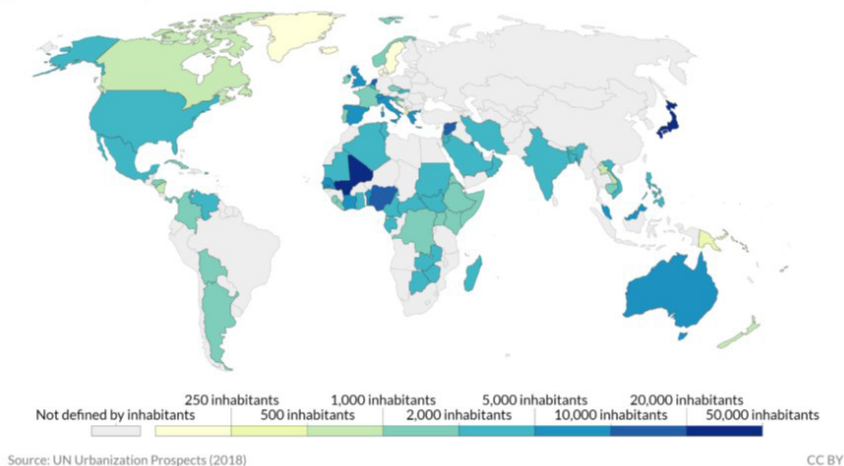 250 inhabitants 1,000 inhabitants 5,000 inhabitants 20,000 inhabitants
Not defined by inhabitants 500 inhabitants 2,000 inhabitants 10,000 inhabitants 50,000 inhabitants
Source: UN Urbanization Prospects (2018) CC BY